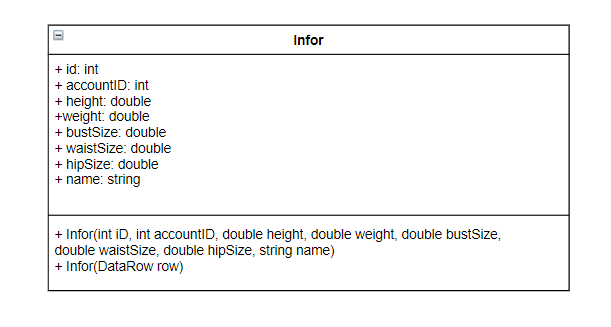 Infor
+ id: int
+ accountID: int
+ height: double
+weight: double
+ bustSize: double
+ waistSize: double
+ hipSize: double
+ name: string
+ Infor(int iD, int accountID, double height, double weight, double bustSize,
double waistSize, double hipSize, string name)
+ Infor(DataRow row)